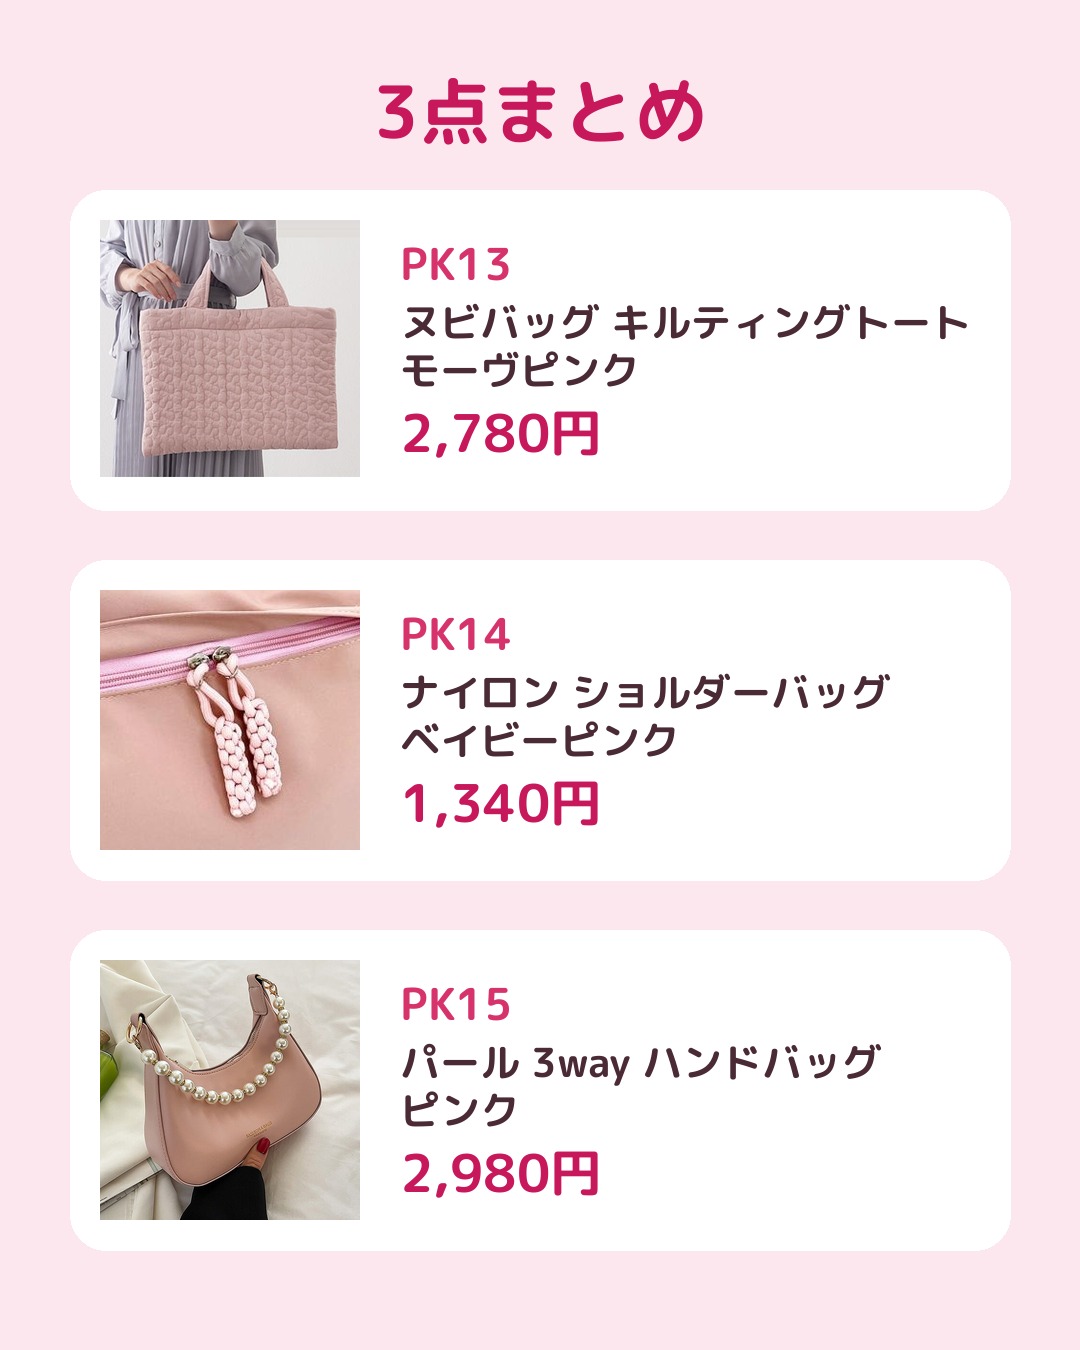 3点まとめ
PK13
ヌビバッグ キルティングトート
モーヴピンク
2,780円
PK14
ナイロン ショルダーバッグ
ベイビーピンク
1,340円
PK15
パール 3way ハンドバッグ
ピンク
2,980円